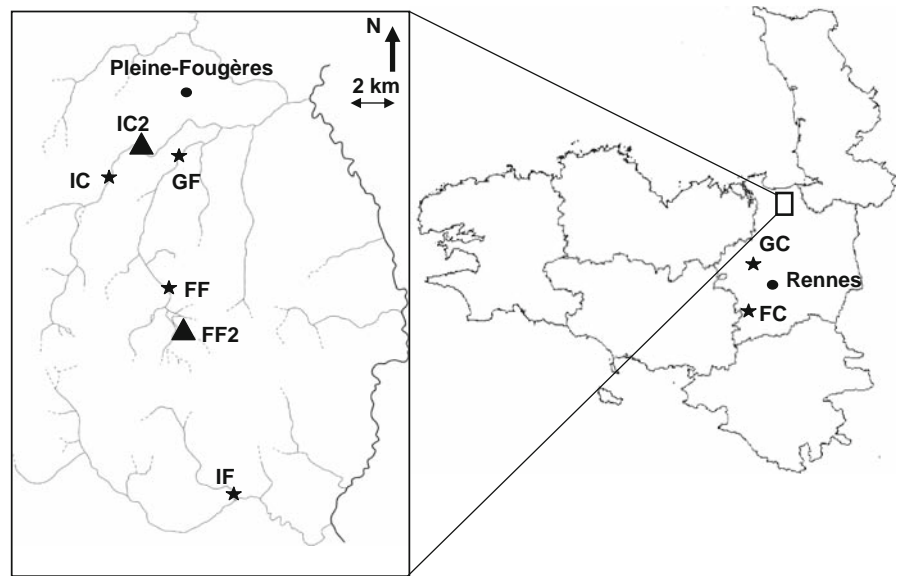 N
Pleine-Fougères
2 km
IC2
IC
GF
FF
FF2
IF
GC
Rennes
FC